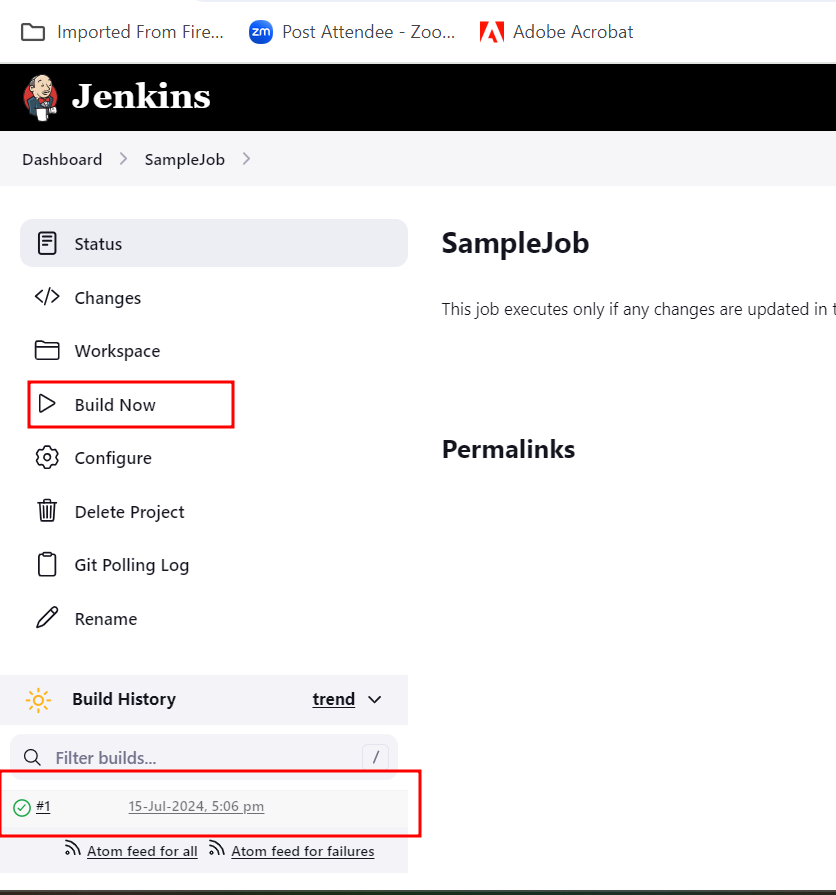 Imported From Fire... Post Attendee - Zoo... Adobe Acrobat
zm
Jenkins
Dashboard > SampleJob >
Status
Changes
Workspace
Build Now
Configure
Delete Project
Git Polling Log
Rename
SampleJob
This job executes only if any changes are updated in
Permalinks
Build History trend
Filter builds... /
#1 15-Jul-2024, 5:06 pm
Atom feed for all Atom feed for failures